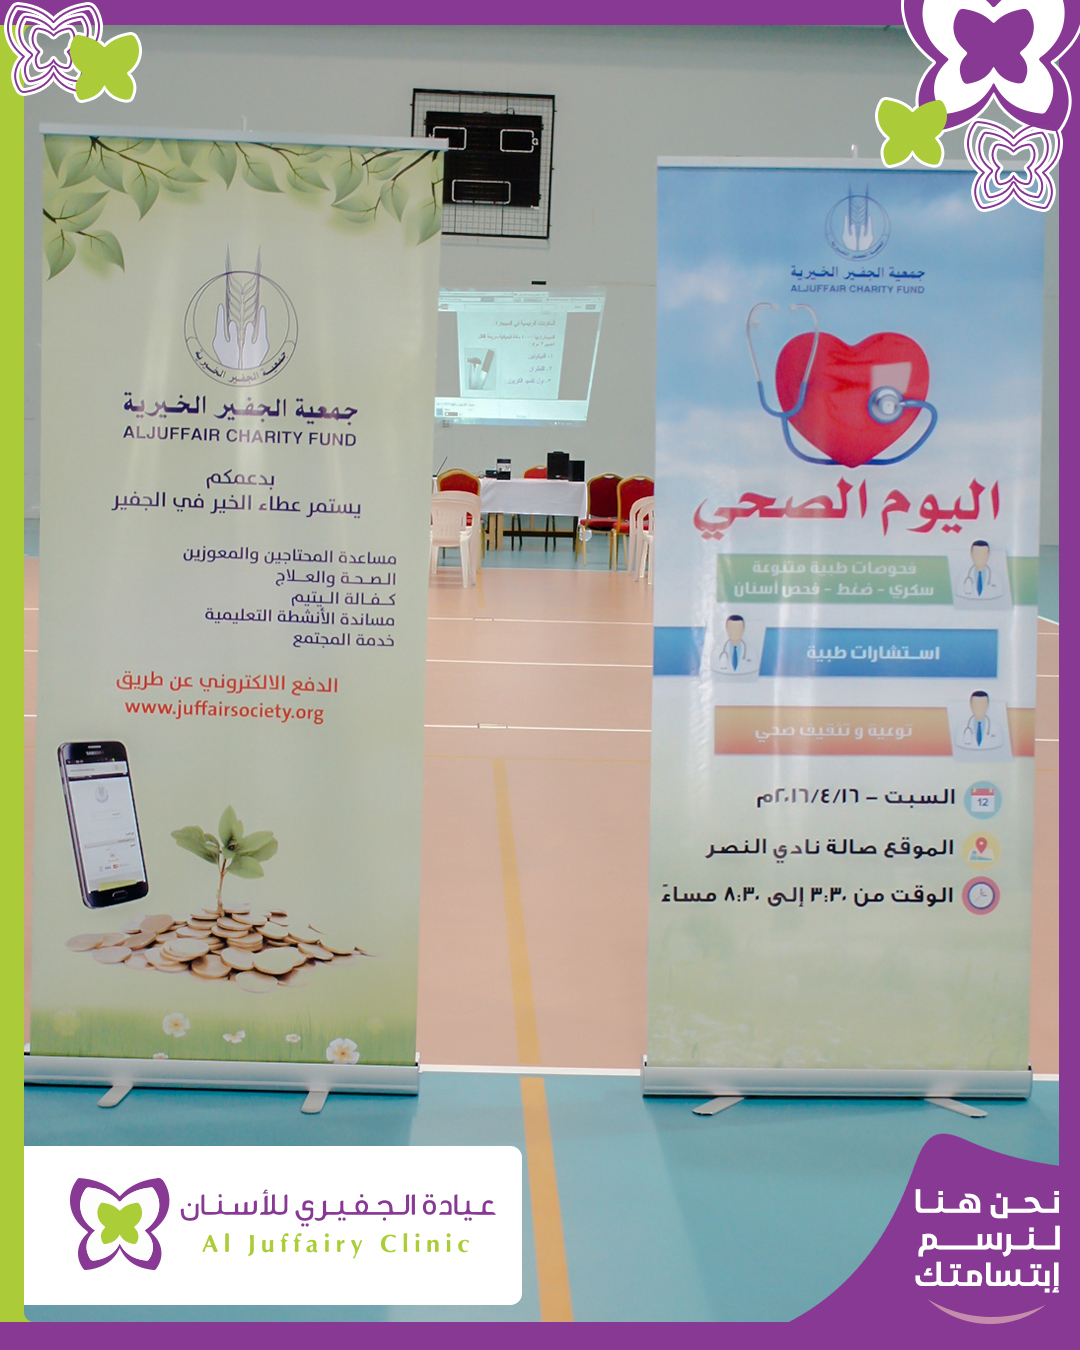 جمعية الجفير الخيرية
جمعية الجفير الخيرية
ALJUFFAIR CHARITY FUND
بدعمكم
يستمر عطاء الخير في الجفير
مساعدة المحتاجين والمعوزين
الصحة والعلاج
كفالة اليتيم
مساندة الأنشطة التعليمية
خدمة المجتمع
الدفع الالكتروني عن طريق
www.juffairsociety.org
جمعية الجفير الخيرية
ALJUFFAIR CHARITY FUND
اليوم الصحي
فحوصات طبية متنوعة
سكري - ضغط - فحص أسنان
استشارات طبية
توعية و تثقيف صحي
السبت - ٢٠١٦/٤/١٦م
12
الموقع صالة نادي النصر
الوقت من ٣:٣٠ إلى ٨:٣٠ مساءً
عيادة الجفيري للأسنان
Al Juffairy Clinic
نحن هنا
لنرسم
إبتسامتك